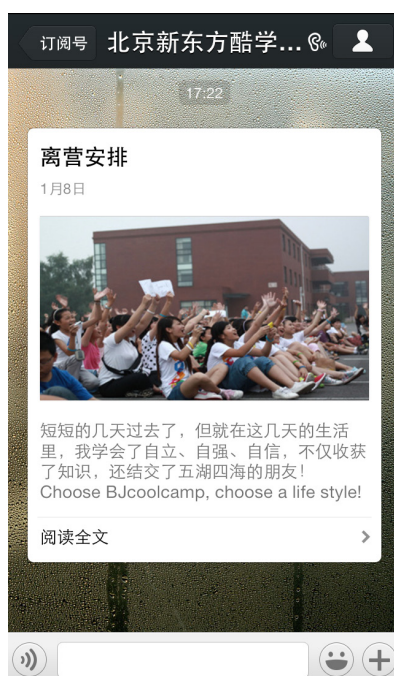 订阅号
北京新东方酷学...
17:22
离营安排
1月8日
短短的几天过去了，但就在这几天的生活
里，我学会了自立、自强、自信，不仅收获
了知识，还结交了五湖四海的朋友！
Choose BJcoolcamp, choose a life style!
阅读全文